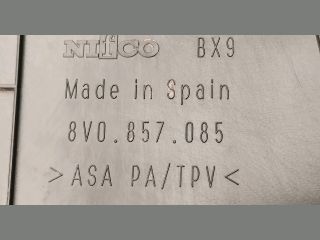 NIfCO BX9
Made in Spain
8V0.857.085
>ASA PA/TPV<